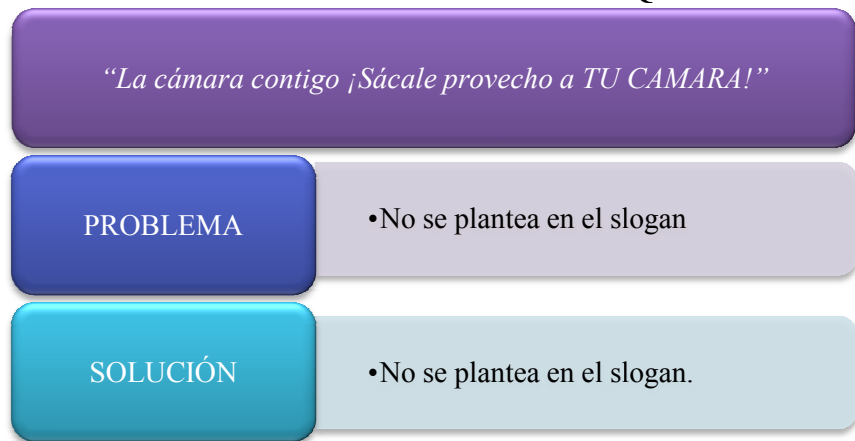 “La cámara contigo ¡Sácale provecho a TU CAMARA!”
PROBLEMA
•No se plantea en el slogan
SOLUCIÓN
•No se plantea en el slogan.